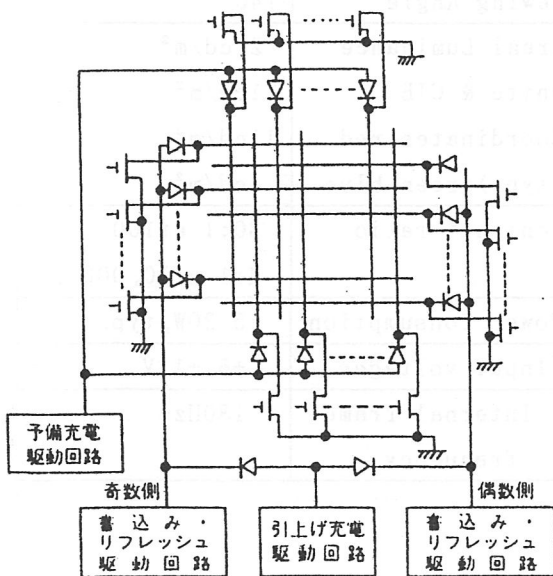 予備充電
駆動回路
奇数側
偶数側
書込み・
リフレッシュ
駆動回路
引上げ充電
駆動回路
書込み・
リフレッシュ
駆動回路